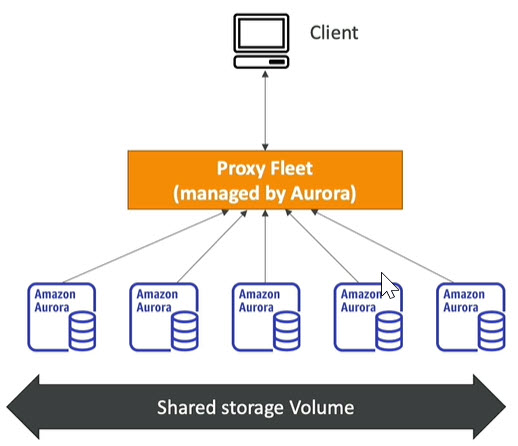 Client
Proxy Fleet
(managed by Aurora)
Amazon
Aurora
Amazon
Aurora
Amazon
Aurora
Amazon
Aurora
Amazon
Aurora
Shared storage Volume